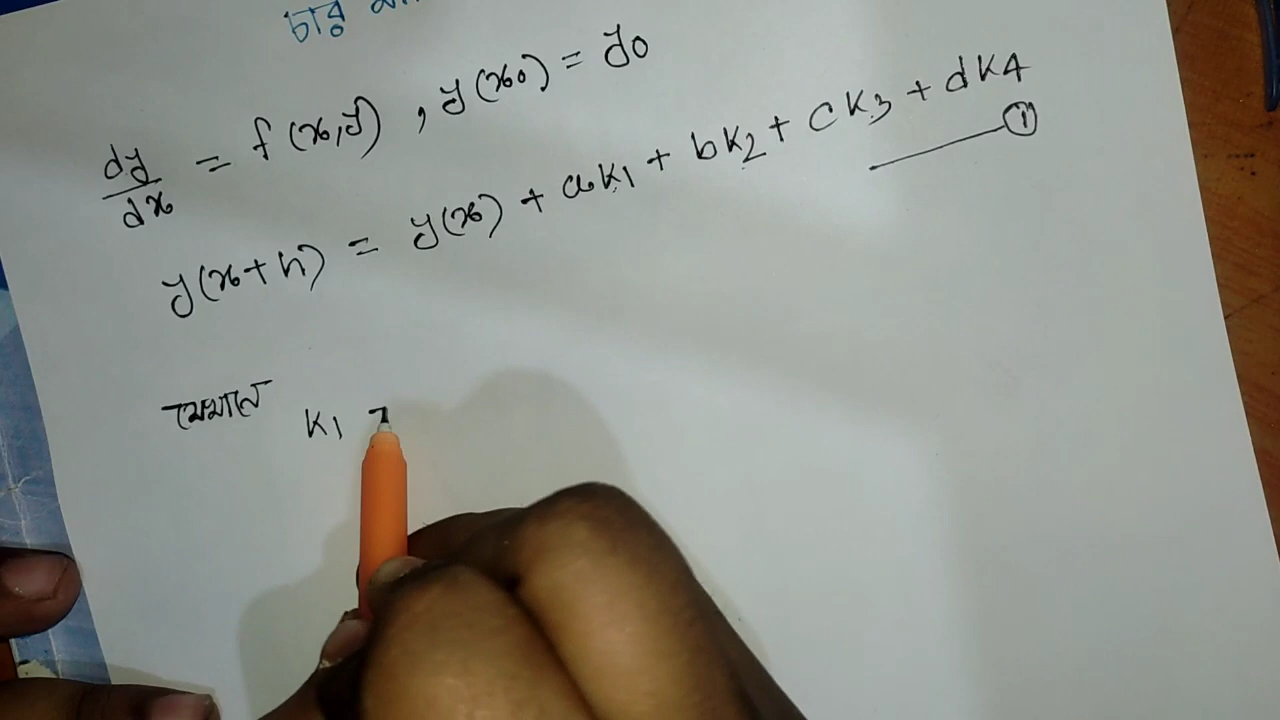 চার
dy/dx = f(x,y) , y(x0) = y0
y(x+h) = y(x) + ak1 + bk2 + ck3 + dk4 —— ①
যেখানে k1 =